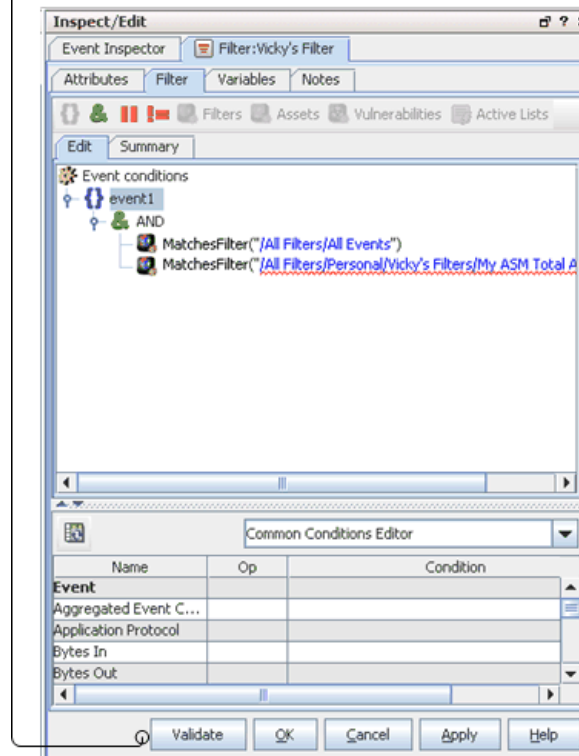 Inspect/Edit
Event Inspector Filter:Vicky's Filter
Attributes Filter Variables Notes
Filters Assets Vulnerabilities Active Lists
Edit Summary
Event conditions
event1
AND
MatchesFilter("/All Filters/All Events")
MatchesFilter("/All Filters/Personal/Vicky's Filters/My ASM Total A
Common Conditions Editor
Name Op Condition
Event
Aggregated Event C...
Application Protocol
Bytes In
Bytes Out
Validate OK Cancel Apply Help